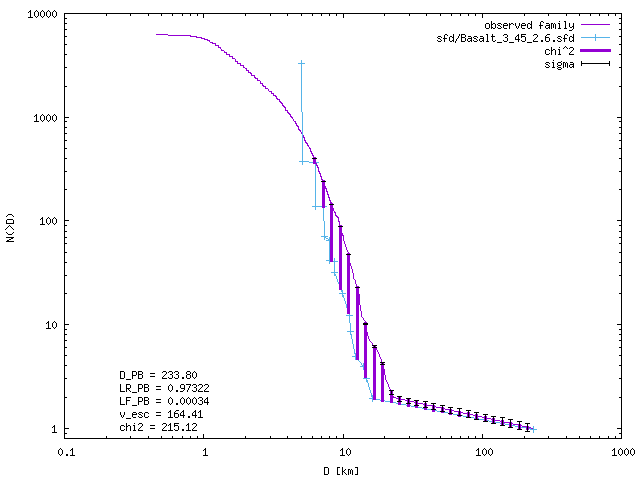 10000
1000
100
10
1
N(>D)
observed family
sfd/Basalt_3_45_2.6.sfd
chi^2
sigma
D_PB = 233.80
LR_PB = 0.97322
LF_PB = 0.00034
v_esc = 164.41
chi2 = 215.12
0.1 1 10 100 1000
D [km]